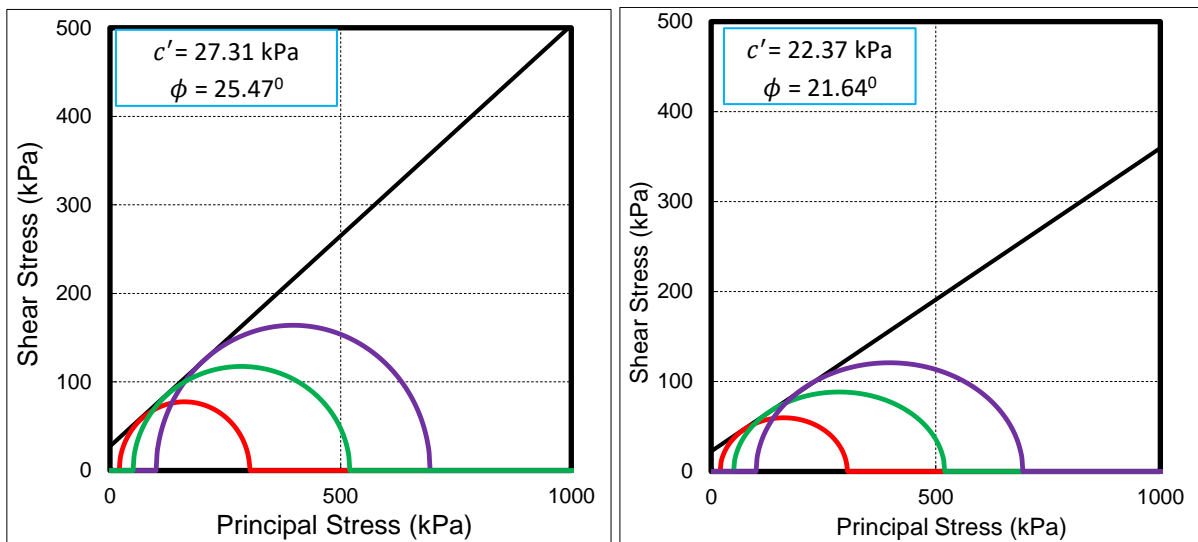 500
400
300
200
100
0
Shear Stress (kPa)
c′= 27.31 kPa
ϕ = 25.47⁰
0
500
1000
Principal Stress (kPa)
500
400
300
200
100
0
Shear Stress (kPa)
c′= 22.37 kPa
ϕ = 21.64⁰
0
500
1000
Principal Stress (kPa)